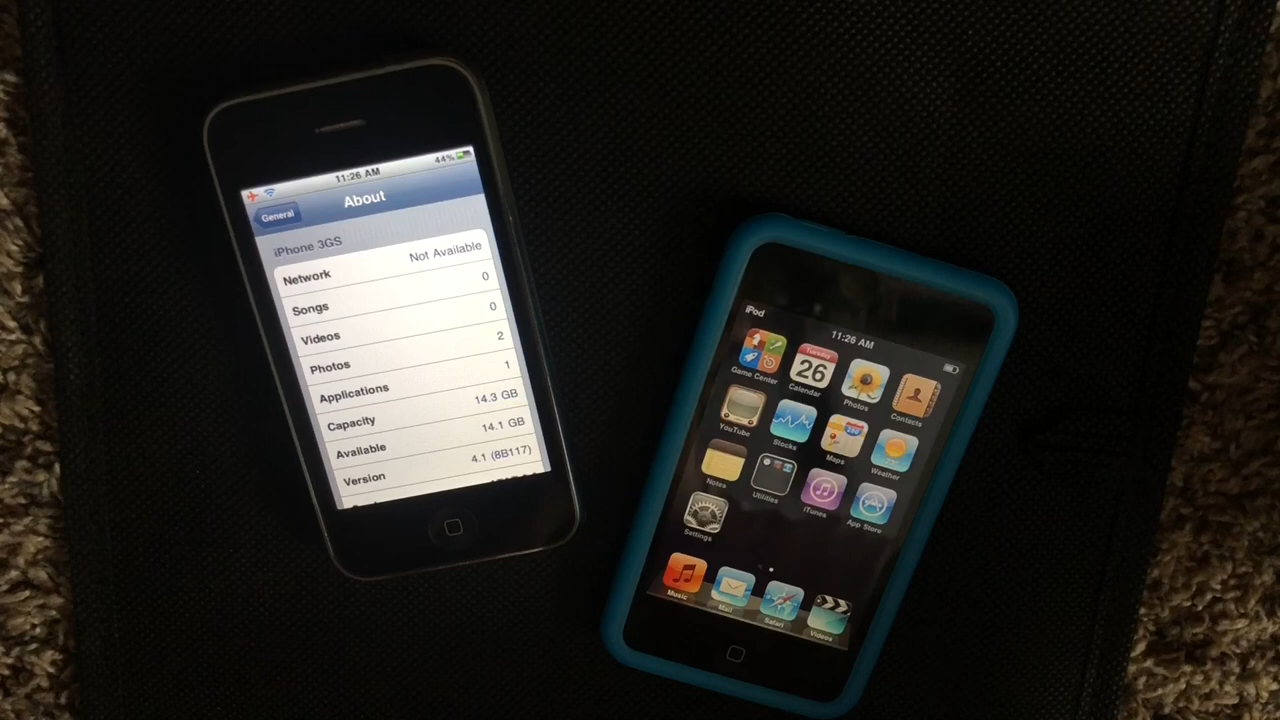 44%
11:26 AM
General
About
iPhone 3GS
Network Not Available
Songs 0
Videos 0
Photos 2
Applications 1
Capacity 14.3 GB
Available 14.1 GB
Version 4.1 (8B117)
iPod
11:26 AM
Tuesday
26
Game Center Calendar Photos Contacts
280
YouTube Stocks Maps Weather
Notes Utilities iTunes App Store
Settings
Music Mail Safari Videos